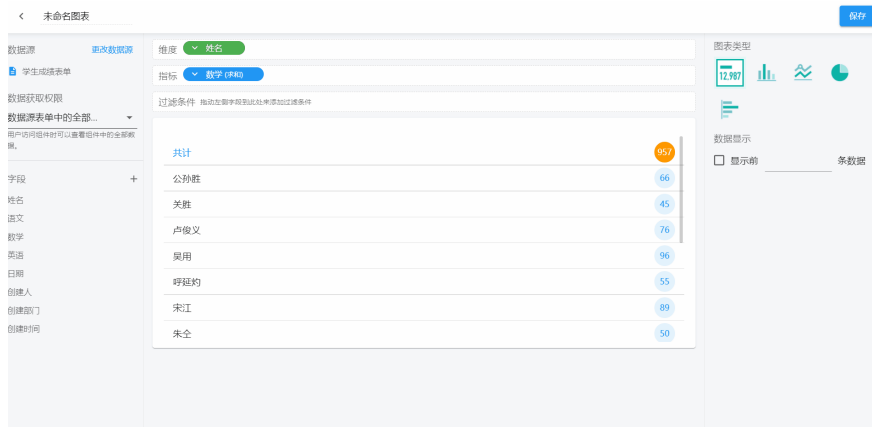 未命名图表
保存
数据源
更改数据源
学生成绩表单
数据获取权限
数据源表单中的全部...
用户访问组件时可以查看组件中的全部数
据。
字段
+
姓名
语文
数学
英语
日期
创建人
创建部门
创建时间
维度
姓名
指标
数学 (求和)
过滤条件 拖动左侧字段到此处来添加过滤条件
共计 957
公孙胜 66
关胜 45
卢俊义 76
吴用 96
呼延灼 55
宋江 89
朱仝 50
图表类型
12,987
数据显示
显示前 条数据